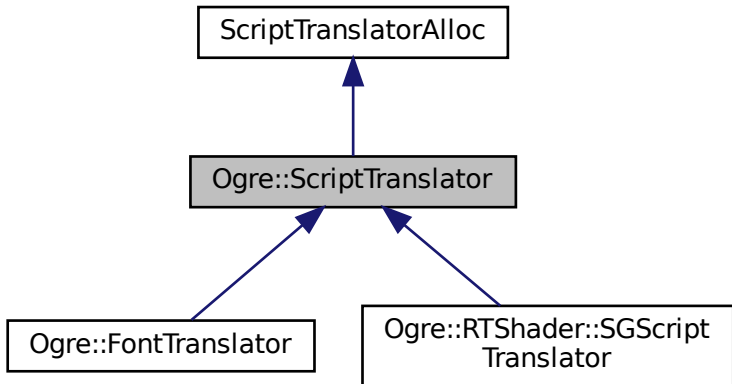 ScriptTranslatorAlloc
Ogre::ScriptTranslator
Ogre::FontTranslator
Ogre::RTShader::SGScript
Translator